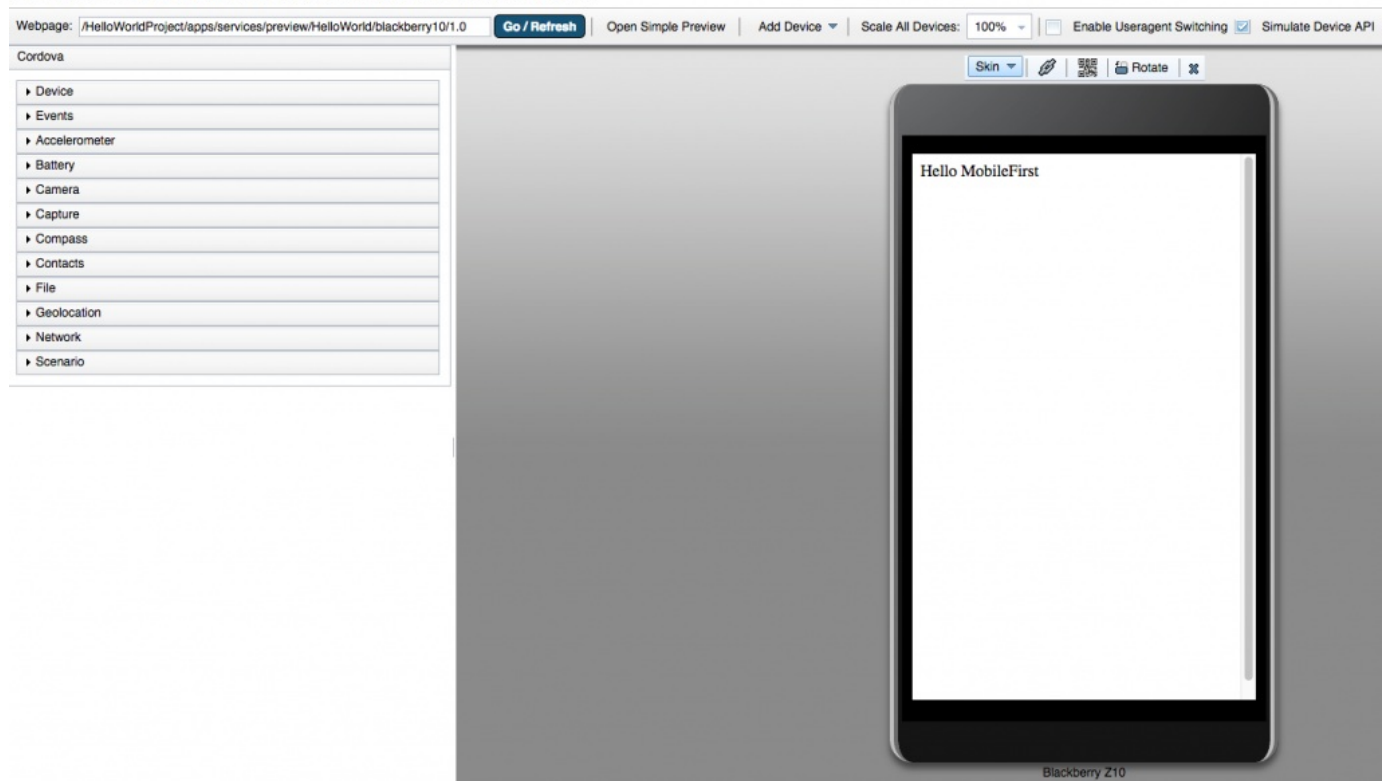 Webpage: /HelloWorldProject/apps/services/preview/HelloWorld/blackberry10/1.0 Go / Refresh Open Simple Preview Add Device Scale All Devices: 100% Enable Useragent Switching Simulate Device API
Cordova
Skin Rotate
Device
Events
Accelerometer
Battery
Camera
Capture
Compass
Contacts
File
Geolocation
Network
Scenario
Hello MobileFirst
Blackberry Z10